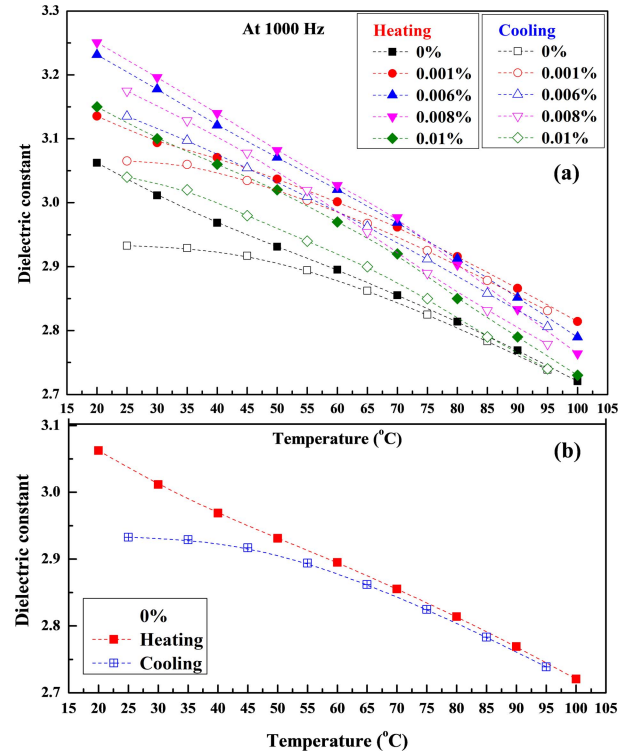 At 1000 Hz
Heating
0%
0.001%
0.006%
0.008%
0.01%
Cooling
0%
0.001%
0.006%
0.008%
0.01%
(a)
Dielectric constant
3.3
3.2
3.1
3.0
2.9
2.8
2.7
15 20 25 30 35 40 45 50 55 60 65 70 75 80 85 90 95 100 105
Temperature (°C)
(b)
Dielectric constant
3.1
3.0
2.9
2.8
2.7
0%
Heating
Cooling
15 20 25 30 35 40 45 50 55 60 65 70 75 80 85 90 95 100 105
Temperature (°C)